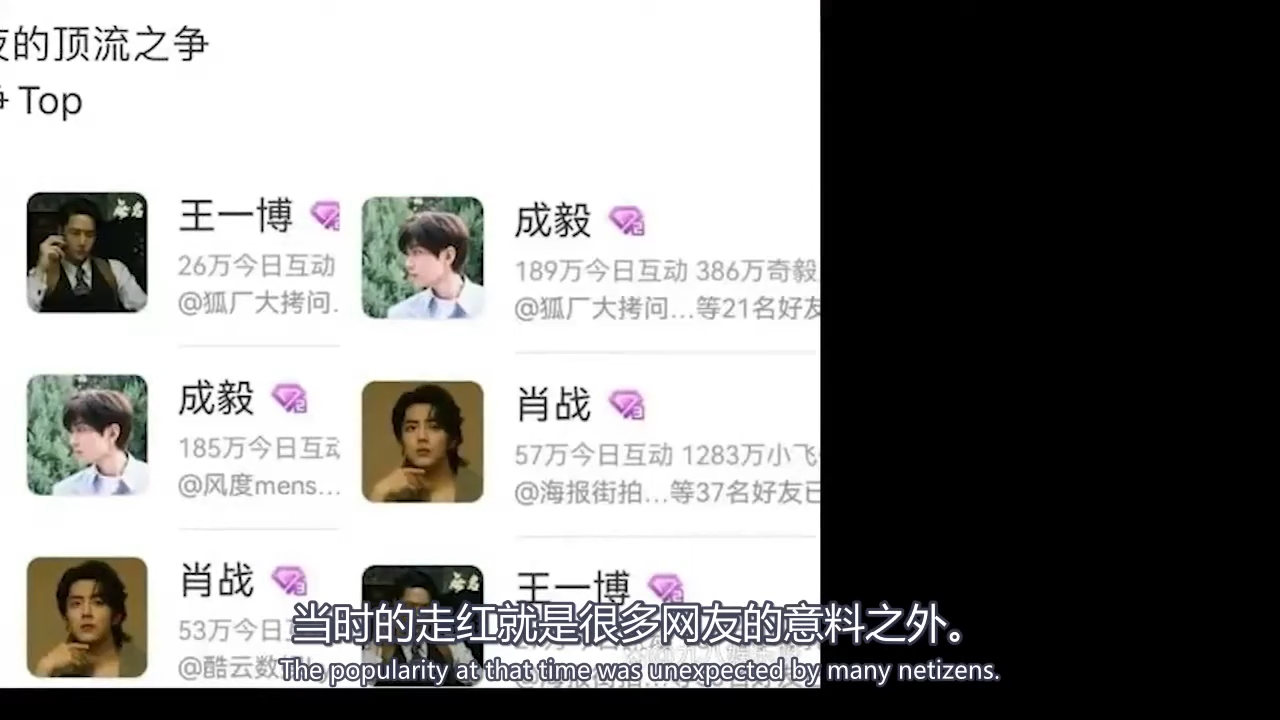 的顶流之争
Top
王一博
26万今日互动
@狐厂大拷问.
成毅
189万今日互动 386万奇毅
@狐厂大拷问...等21名好友
成毅
185万今日互动
@风度mens...
肖战
57万今日互动 1283万小飞
@海报街拍...等37名好友已
肖战
53万今日
@酷云数
王一博
当时的走红就是很多网友的意料之外。
The popularity at that time was unexpected by many netizens.